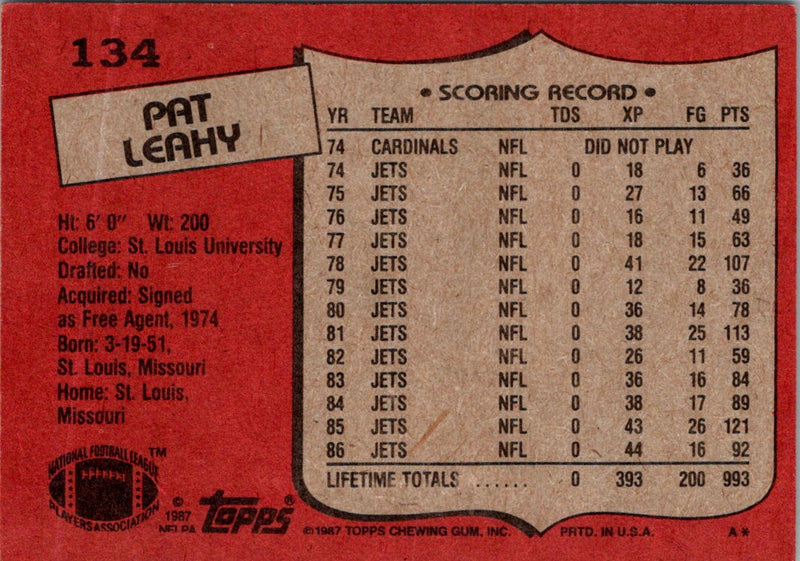 134
PAT
LEAHY
Ht: 6' 0" Wt: 200
College: St. Louis University
Drafted: No
Acquired: Signed
as Free Agent, 1974
Born: 3-19-51,
St. Louis, Missouri
Home: St. Louis,
Missouri
NATIONAL FOOTBALL LEAGUE
PLAYERS ASSOCIATION
™
© 1987
NFLPA
Topps®
• SCORING RECORD •
YR TEAM TDS XP FG PTS
74 CARDINALS NFL DID NOT PLAY
74 JETS NFL 0 18 6 36
75 JETS NFL 0 27 13 66
76 JETS NFL 0 16 11 49
77 JETS NFL 0 18 15 63
78 JETS NFL 0 41 22 107
79 JETS NFL 0 12 8 36
80 JETS NFL 0 36 14 78
81 JETS NFL 0 38 25 113
82 JETS NFL 0 26 11 59
83 JETS NFL 0 36 16 84
84 JETS NFL 0 38 17 89
85 JETS NFL 0 43 26 121
86 JETS NFL 0 44 16 92
LIFETIME TOTALS ...... 0 393 200 993
©1987 TOPPS CHEWING GUM, INC. PRTD. IN U.S.A. A*